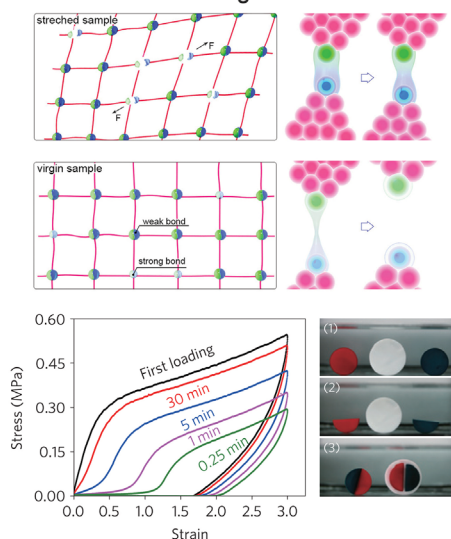 streched sample
F
F
virgin sample
weak bond
strong bond
0.60
0.45
0.30
0.15
0.00
Stress (MPa)
First loading
30 min
5 min
1 min
0.25 min
0.0 0.5 1.0 1.5 2.0 2.5 3.0
Strain
(1)
(2)
(3)